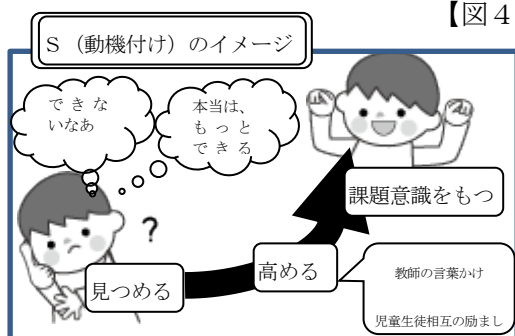 【図４
Ｓ（動機付け）のイメージ
できな
いなあ
本当は、
もっと
できる
？
課題意識をもつ
高める
見つめる
教師の言葉かけ
児童生徒相互の励まし